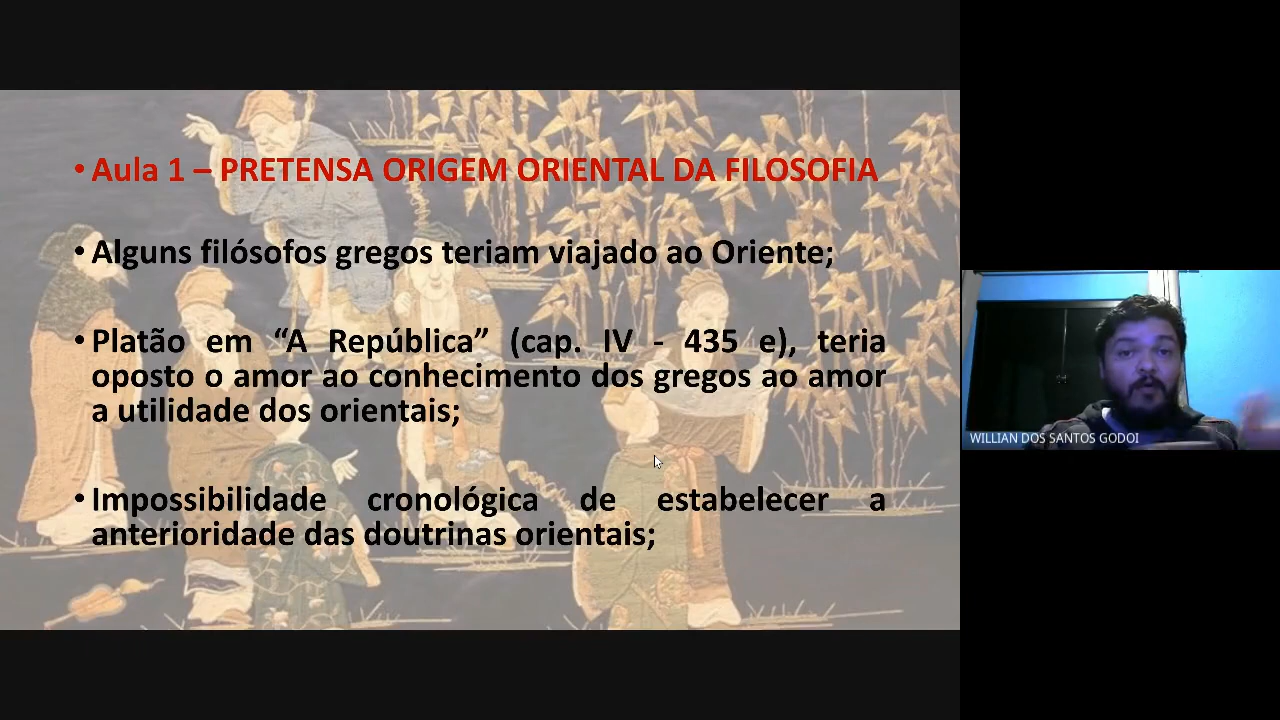 • Aula 1 – PRETENSA ORIGEM ORIENTAL DA FILOSOFIA
• Alguns filósofos gregos teriam viajado ao Oriente;
• Platão em “A República” (cap. IV - 435 e), teria
oposto o amor ao conhecimento dos gregos ao amor
a utilidade dos orientais;
• Impossibilidade cronológica de estabelecer a
anterioridade das doutrinas orientais;
WILLIAN DOS SANTOS GODOI